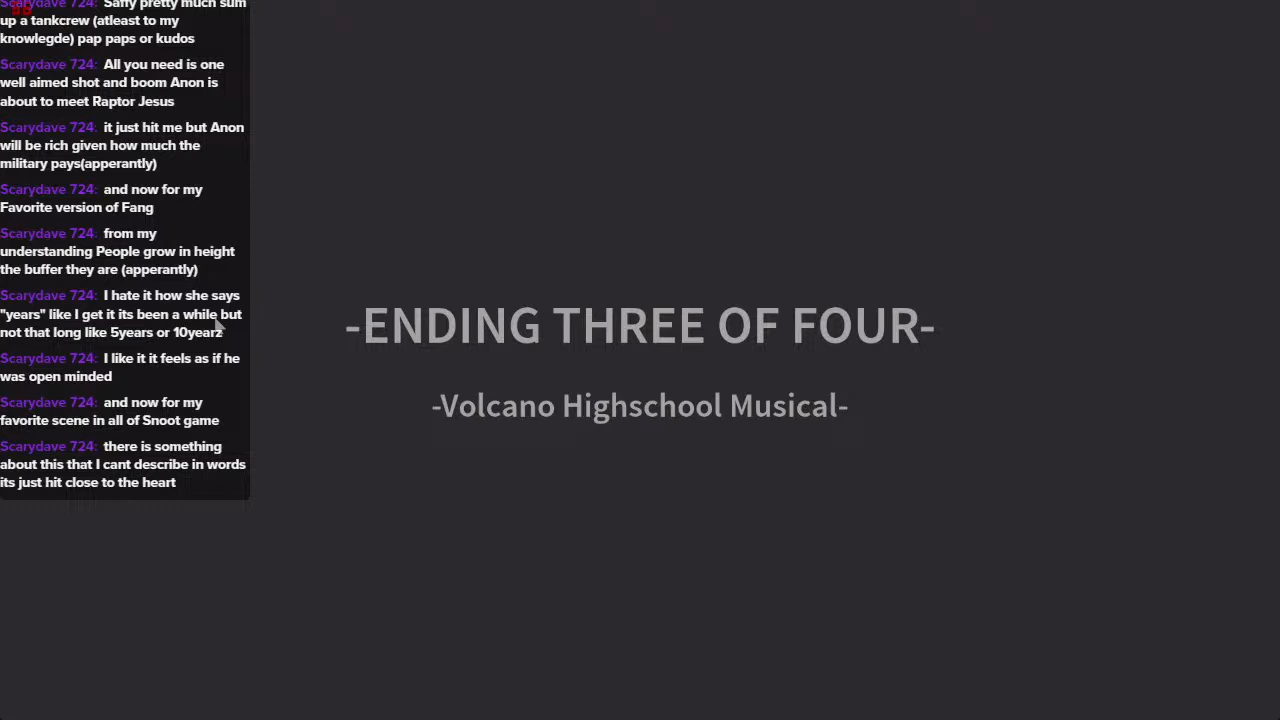 Scarydave 724: Saffy pretty much sum
up a tankcrew (atleast to my
knowlegde) pap paps or kudos
Scarydave 724: All you need is one
well aimed shot and boom Anon is
about to meet Raptor Jesus
Scarydave 724: it just hit me but Anon
will be rich given how much the
military pays(apperantly)
Scarydave 724: and now for my
Favorite version of Fang
Scarydave 724: from my
understanding People grow in height
the buffer they are (apperantly)
Scarydave 724: I hate it how she says
"years" like I get it its been a while but
not that long like 5years or 10yearz
Scarydave 724: I like it it feels as if he
was open minded
Scarydave 724: and now for my
favorite scene in all of Snoot game
Scarydave 724: there is something
about this that I cant describe in words
its just hit close to the heart
-ENDING THREE OF FOUR-
-Volcano Highschool Musical-